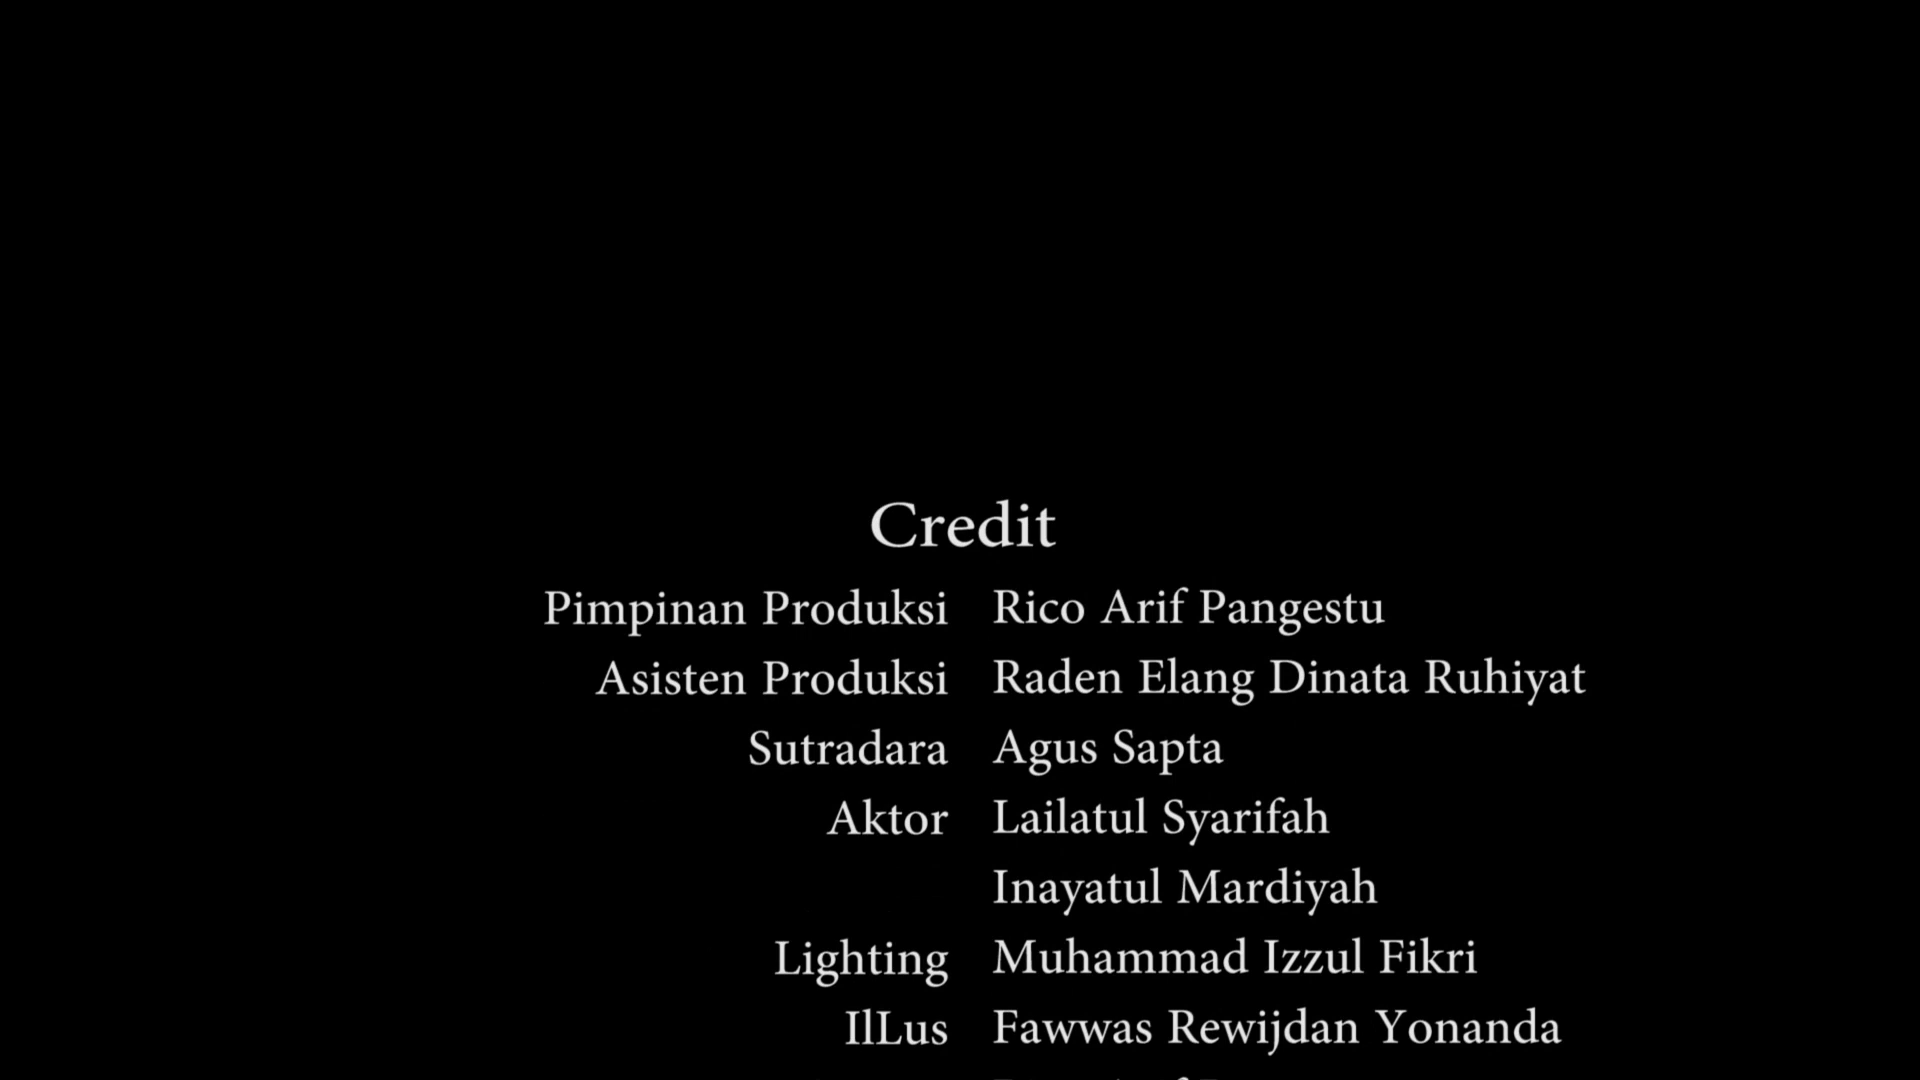 Credit
Pimpinan Produksi Rico Arif Pangestu
Asisten Produksi Raden Elang Dinata Ruhiyat
Sutradara Agus Sapta
Aktor Lailatul Syarifah
Inayatul Mardiyah
Lighting Muhammad Izzul Fikri
IlLus Fawwas Rewijdan Yonanda